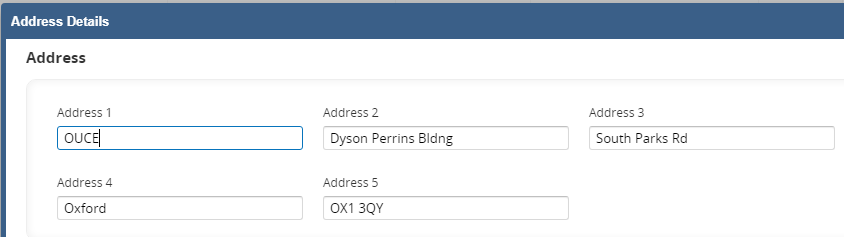 Address Details
Address
Address 1 Address 2 Address 3
OUCE Dyson Perrins Bldng South Parks Rd
Address 4 Address 5
Oxford OX1 3QY